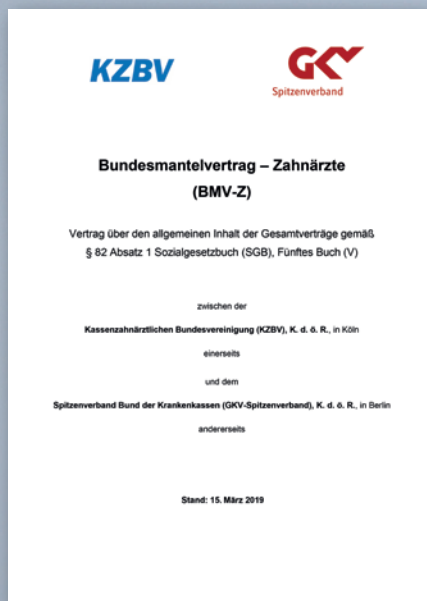 KZBV
GKV
Spitzenverband
Bundesmantelvertrag – Zahnärzte
(BMV-Z)
Vertrag über den allgemeinen Inhalt der Gesamtverträge gemäß
§ 82 Absatz 1 Sozialgesetzbuch (SGB), Fünftes Buch (V)
zwischen der
Kassenzahnärztlichen Bundesvereinigung (KZBV), K. d. ö. R., in Köln
einerseits
und dem
Spitzenverband Bund der Krankenkassen (GKV-Spitzenverband), K. d. ö. R., in Berlin
andererseits
Stand: 15. März 2019